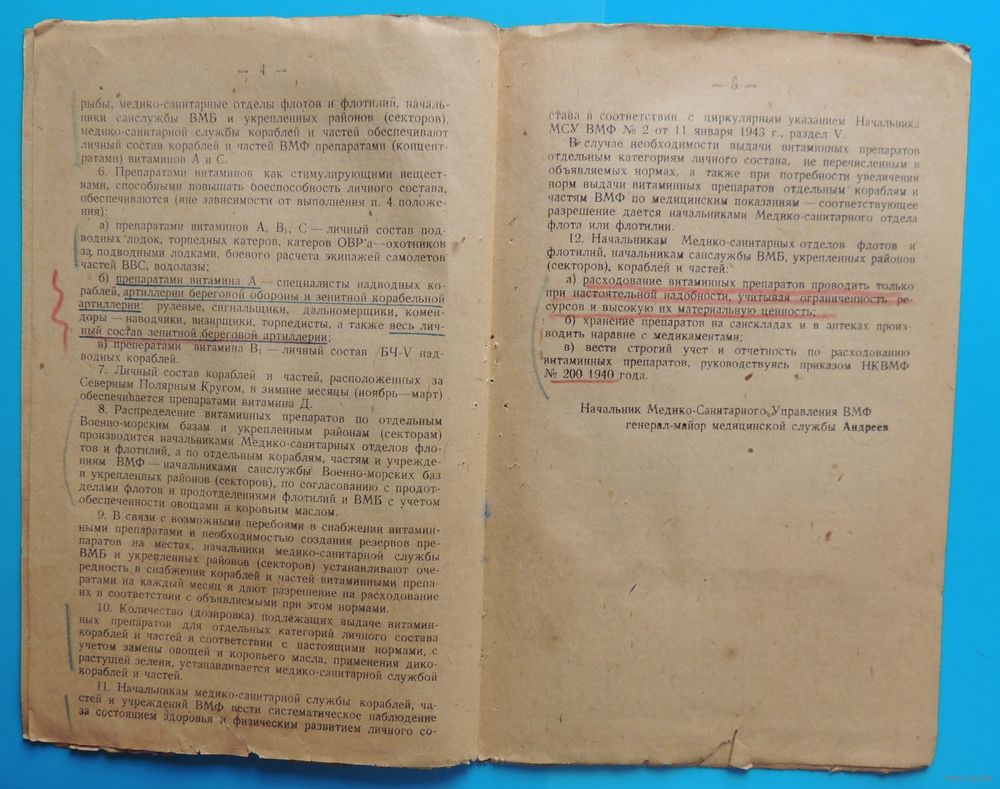 — 4 —
рыбы, медико-санитарные отделы флотов и флотилий, началь-
ники санслужбы ВМБ и укрепленных районов (секторов),
медико-санитарной службы кораблей и частей обеспечивают
личный состав кораблей и частей ВМФ препаратами (концент-
ратами) витаминов А и С.
6. Препаратами витаминов как стимулирующими вещест-
вами, способными повышать боеспособность личного состава,
обеспечиваются (вне зависимости от выполнения п. 4 положе-
ния):
а) препаратами витаминов А, В₁, С — личный состав под-
водных лодок, торпедных катеров, катеров ОВР'а—охотников
за подводными лодками, боевого расчета экипажей самолетов
частей ВВС, водолазы;
б) препаратами витамина А — специалисты надводных ко-
раблей, артиллерии береговой обороны и зенитной корабельной
артиллерии: рулевые, сигнальщики, дальномерщики, комен-
доры — наводчики, визирщики, торпедисты, а также весь лич-
ный состав зенитной береговой артиллерии;
в) преператами витамина В₁ — личный состав БЧ-V над-
водных кораблей.
7. Личный состав кораблей и частей, расположенных за
Северным Полярным Кругом, в зимние месяцы (ноябрь—март)
обеспечивается препаратами витамина Д.
8. Распределение витаминных препаратов по отдельным
Военно-морским базам и укрепленным районам (секторам)
производится начальниками Медико-санитарных отделов фло-
тов и флотилий, а по отдельным кораблям, частям и учрежде-
ниям ВМФ — начальниками санслужбы Военно-морских баз
и укрепленных районов (секторов), по согласованию с продот-
делами флотов и продотделениями флотилий и ВМБ с учетом
обеспеченности овощами и коровьим маслом.
9. В связи с возможными перебоями в снабжении витамин-
ными препаратами и необходимостью создания резервов пре-
паратов на местах, начальники медико-санитарной службы
ВМБ и укрепленных районов (секторов) устанавливают оче-
редность в снабжении кораблей и частей витаминными препа-
ратами на каждый месяц и дают разрешение на расходование
их в соответствии с объявляемыми при этом нормами.
10. Количество (дозировка) подлежащих выдаче витамин-
ных препаратов для отдельных категорий личного состава
кораблей и частей в соответствии с настоящими нормами, с
учетом замены овощей и коровьего масла, применения дико-
растущей зелени, устанавливается медико-санитарной службой
кораблей и частей.
11. Начальникам медико-санитарной службы кораблей, ча-
стей и учреждений ВМФ вести систематическое наблюдение
за состоянием здоровья и физическим развитием личного со-
— 5 —
става в соответствии с циркулярным указанием Начальника
МСУ ВМФ № 2 от 11 января 1943 г., раздел V.
В случае необходимости выдачи витаминных препаратов
отдельным категориям личного состава, не перечисленным в
объявляемых нормах, а также при потребности увеличения
норм выдачи витаминных препаратов отдельным кораблям и
частям ВМФ по медицинским показаниям — соответствующее
разрешение дается начальниками Медико-санитарного отдела
флота или флотилии.
12. Начальникам Медико-санитарных отделов флотов и
флотилий, начальникам санслужбы ВМБ, укрепленных районов
(секторов), кораблей и частей:
а) расходование витаминных препаратов проводить только
при настоятельной надобности, учитывая ограниченность ре-
сурсов и высокую их материальную ценность;
б) хранение препаратов на санскладах и в аптеках произ-
водить наравне с медикаментами;
в) вести строгий учет и отчетность по расходованию
витаминных препаратов, руководствуясь приказом НКВМФ
№ 200 1940 года.
Начальник Медико-Санитарного Управления ВМФ
генерал-майор медицинской службы Андреев